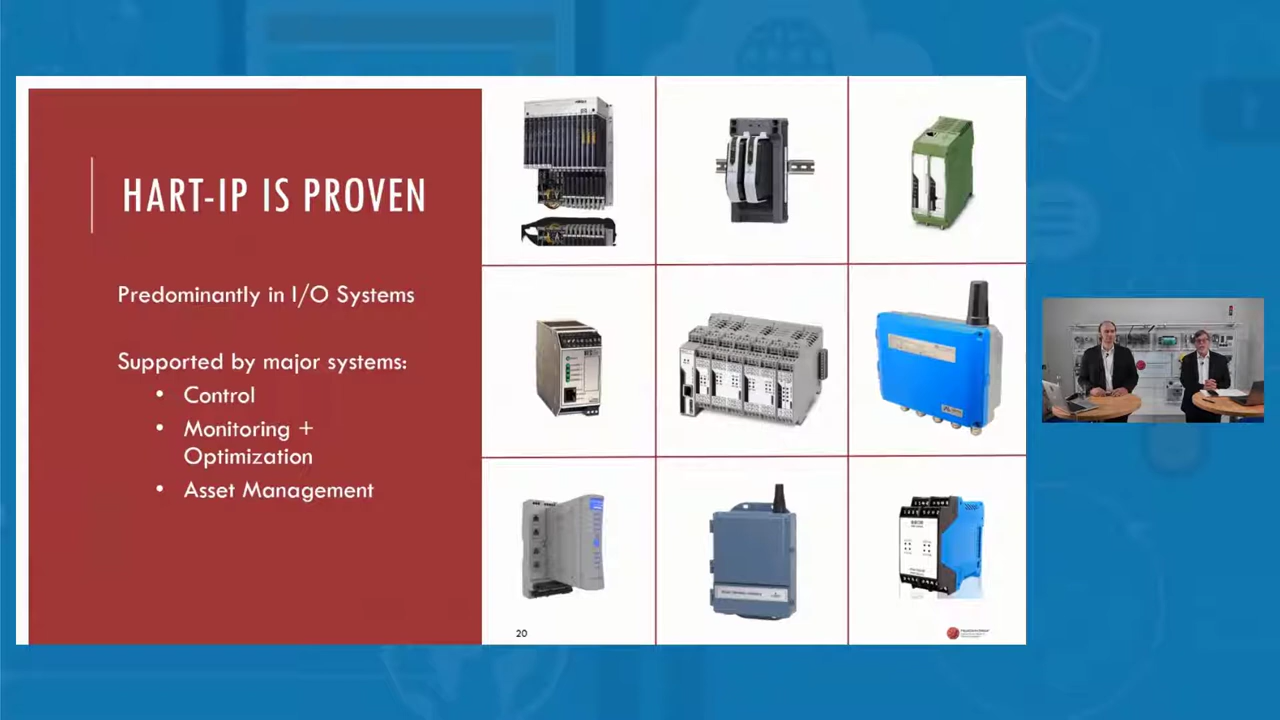 HART-IP IS PROVEN
Predominantly in I/O Systems
Supported by major systems:
• Control
• Monitoring +
Optimization
• Asset Management
20